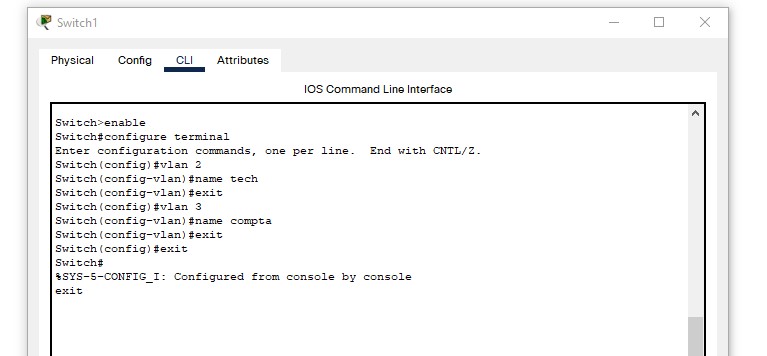 Switch1
Physical Config CLI Attributes
IOS Command Line Interface
Switch>enable
Switch#configure terminal
Enter configuration commands, one per line.  End with CNTL/Z.
Switch(config)#vlan 2
Switch(config-vlan)#name tech
Switch(config-vlan)#exit
Switch(config)#vlan 3
Switch(config-vlan)#name compta
Switch(config-vlan)#exit
Switch(config)#exit
Switch#
%SYS-5-CONFIG_I: Configured from console by console
exit